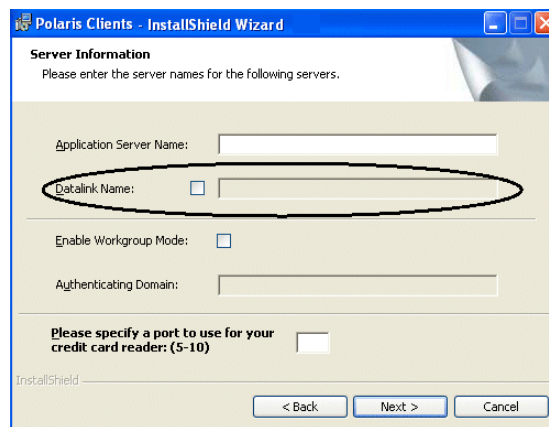 Polaris Clients - InstallShield Wizard
Server Information
Please enter the server names for the following servers.
Application Server Name:
Datalink Name:
Enable Workgroup Mode:
Authenticating Domain:
Please specify a port to use for your
credit card reader: (5-10)
InstallShield
< Back Next > Cancel